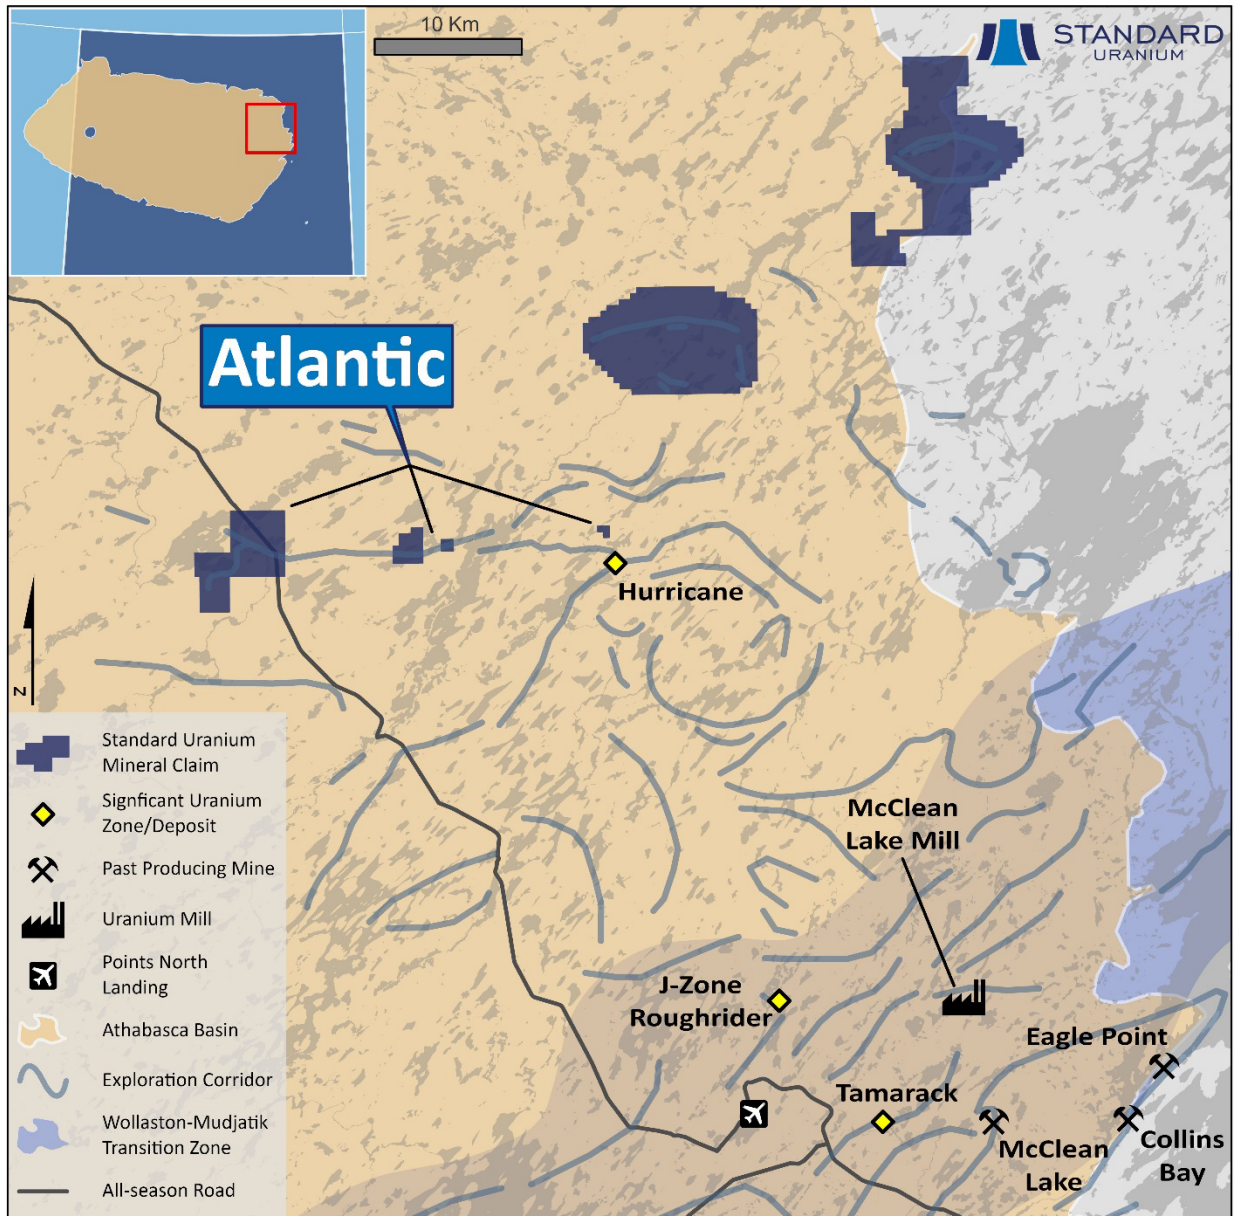 10 Km
STANDARD
URANIUM
Atlantic
Hurricane
N
Standard Uranium
Mineral Claim
Signficant Uranium
Zone/Deposit
Past Producing Mine
Uranium Mill
Points North
Landing
Athabasca Basin
Exploration Corridor
Wollaston-Mudjatik
Transition Zone
All-season Road
McClean
Lake Mill
J-Zone
Roughrider
Eagle Point
Tamarack
McClean
Lake
Collins
Bay